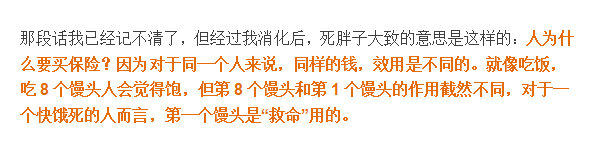 那段话我已经记不清了，但经过我消化后，死胖子大致的意思是这样的：人为什
么要买保险？因为对于同一个人来说，同样的钱，效用是不同的。就像吃饭，
吃 8 个馒头人会觉得饱，但第 8 个馒头和第 1 个馒头的作用截然不同，对于一
个快饿死的人而言，第一个馒头是“救命”用的。